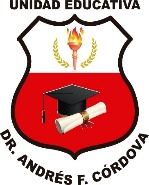 UNIDAD EDUCATIVA
DR. ANDRÉS F. CÓRDOVA